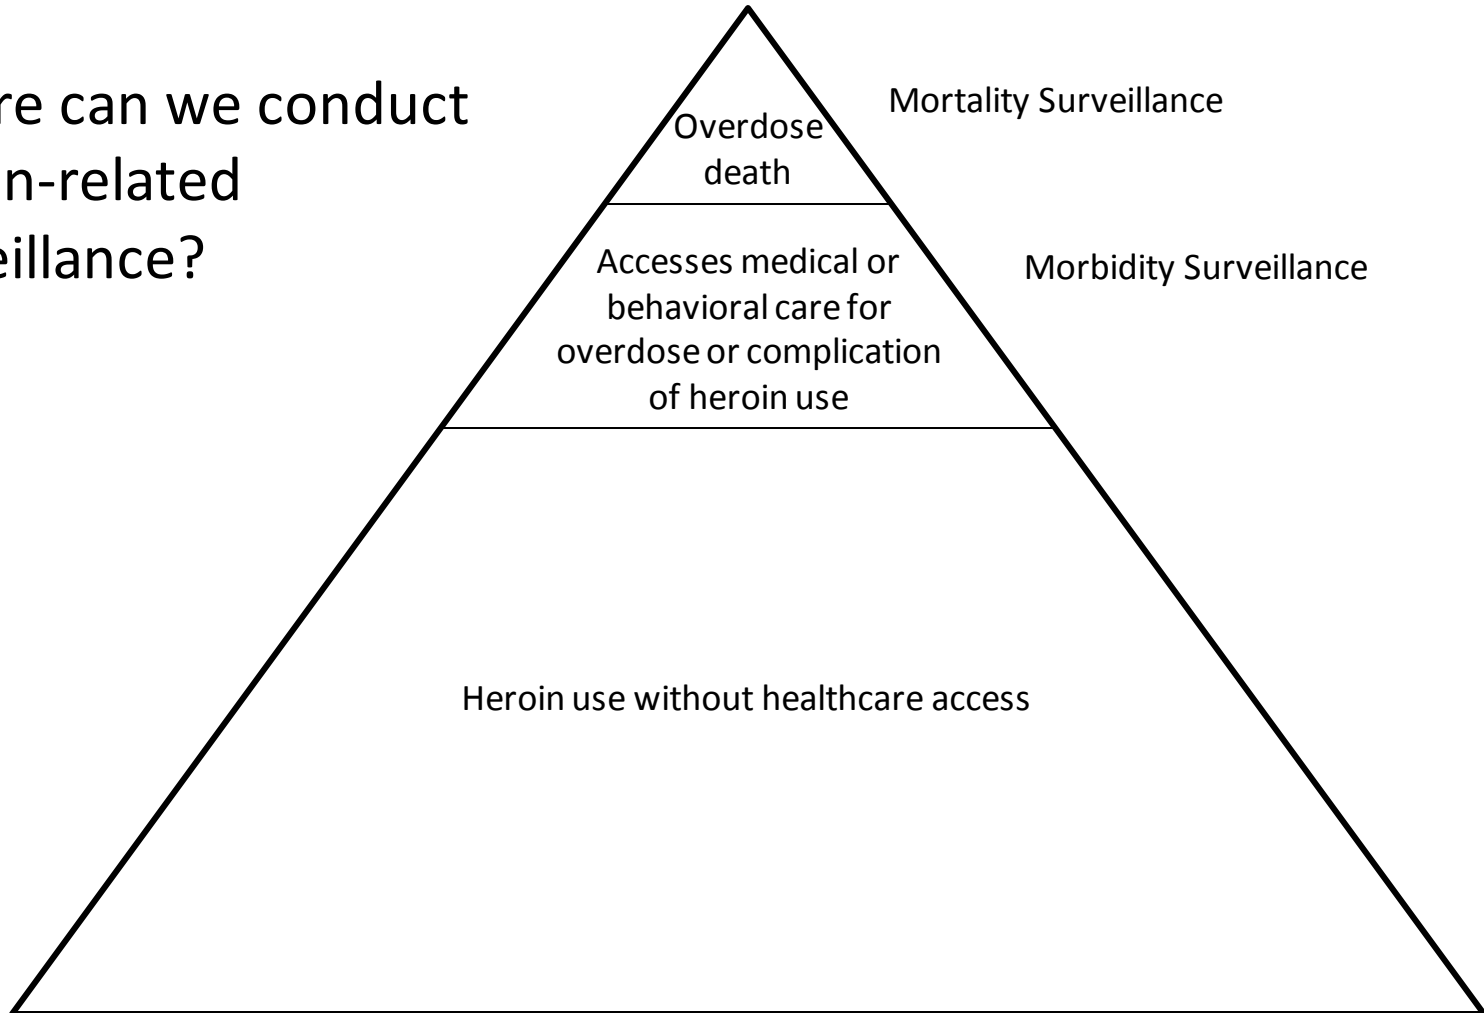 re can we conduct
n-related
eillance?
Mortality Surveillance
Overdose
death
Morbidity Surveillance
Accesses medical or
behavioral care for
overdose or complication
of heroin use
Heroin use without healthcare access